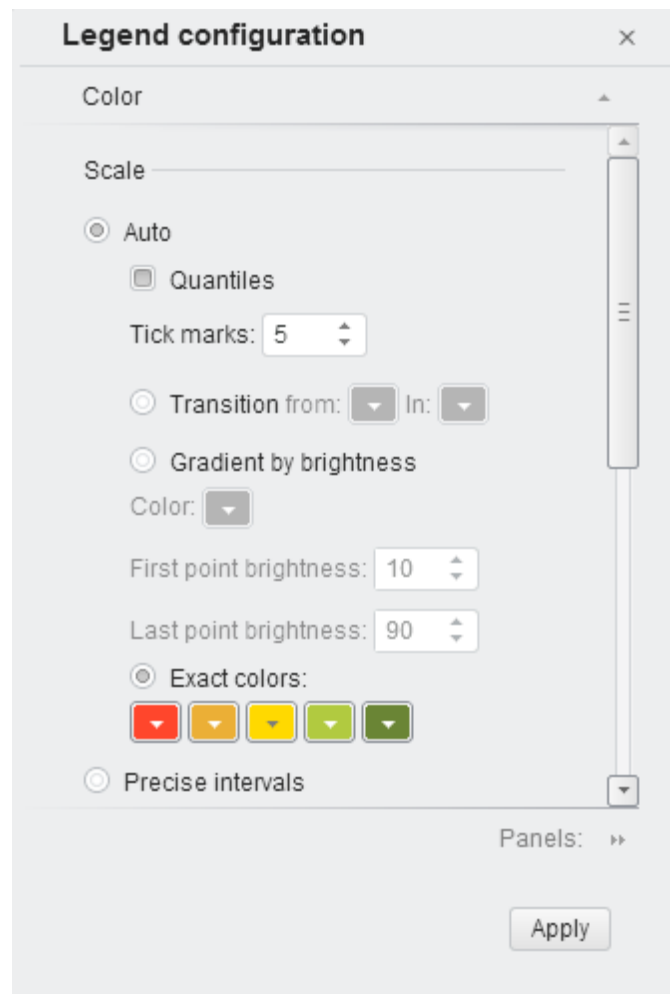 Legend configuration
Color
Scale
Auto
Quantiles
Tick marks: 5
Transition from: In:
Gradient by brightness
Color:
First point brightness: 10
Last point brightness: 90
Exact colors:
Precise intervals
Panels:
Apply